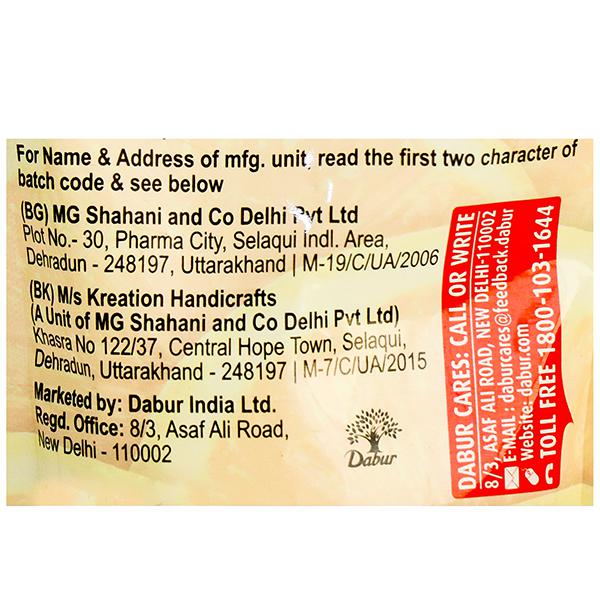 For Name & Address of mfg. unit, read the first two character of
batch code & see below
(BG) MG Shahani and Co Delhi Pvt Ltd
Plot No.- 30, Pharma City, Selaqui Indl. Area,
Dehradun - 248197, Uttarakhand | M-19/C/UA/2006
(BK) M/s Kreation Handicrafts
(A Unit of MG Shahani and Co Delhi Pvt Ltd)
Khasra No 122/37, Central Hope Town, Selaqui,
Dehradun, Uttarakhand - 248197 | M-7/C/UA/2015
Marketed by: Dabur India Ltd.
Regd. Office: 8/3, Asaf Ali Road,
New Delhi - 110002
Dabur
DABUR CARES: CALL OR WRITE
8/3, ASAF ALI ROAD, NEW DELHI-110002
E-MAIL : daburcares@feedback.dabur
Website: dabur.com
TOLL FREE 1800-103-1644